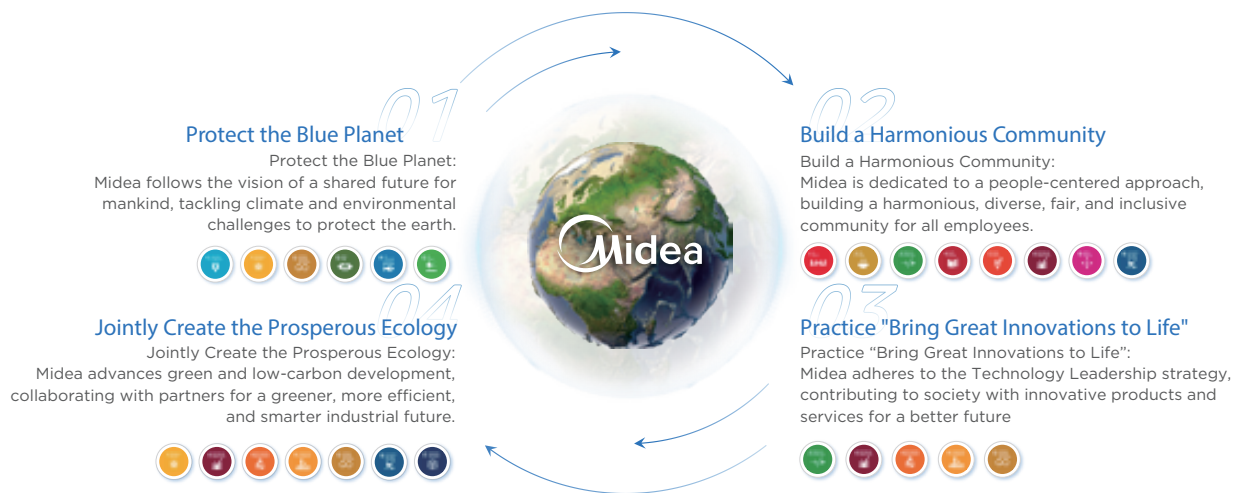 01
Protect the Blue Planet
Protect the Blue Planet:
Midea follows the vision of a shared future for
mankind, tackling climate and environmental
challenges to protect the earth.
02
Build a Harmonious Community
Build a Harmonious Community:
Midea is dedicated to a people-centered approach,
building a harmonious, diverse, fair, and inclusive
community for all employees.
Midea
03
Practice "Bring Great Innovations to Life"
Practice “Bring Great Innovations to Life”:
Midea adheres to the Technology Leadership strategy,
contributing to society with innovative products and
services for a better future
04
Jointly Create the Prosperous Ecology
Jointly Create the Prosperous Ecology:
Midea advances green and low-carbon development,
collaborating with partners for a greener, more efficient,
and smarter industrial future.